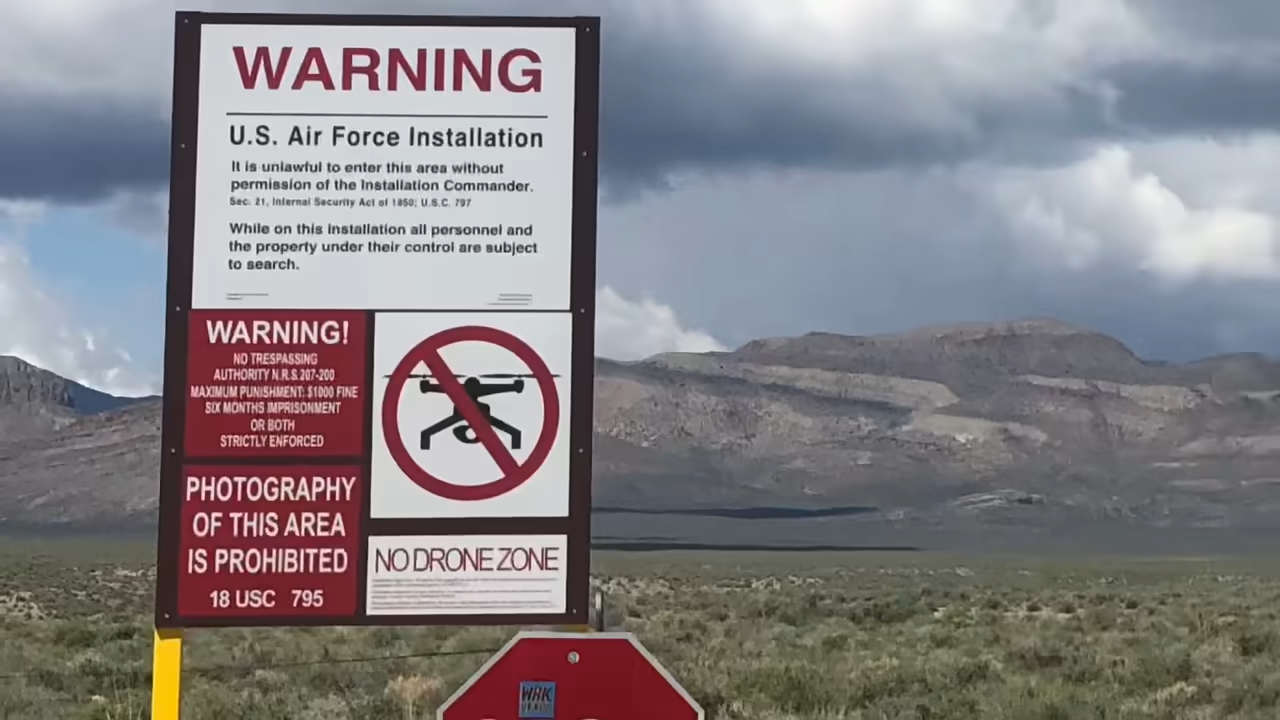 WARNING
U.S. Air Force Installation
It is unlawful to enter this area without
permission of the Installation Commander.
Sec. 21, Internal Security Act of 1850; U.S.C. 797
While on this installation all personnel and
the property under their control are subject
to search.
WARNING!
NO TRESPASSING
AUTHORITY N.R.S. 207-200
MAXIMUM PUNISHMENT: $1000 FINE
SIX MONTHS IMPRISONMENT
OR BOTH
STRICTLY ENFORCED
PHOTOGRAPHY
OF THIS AREA
IS PROHIBITED
18 USC 795
NO DRONE ZONE